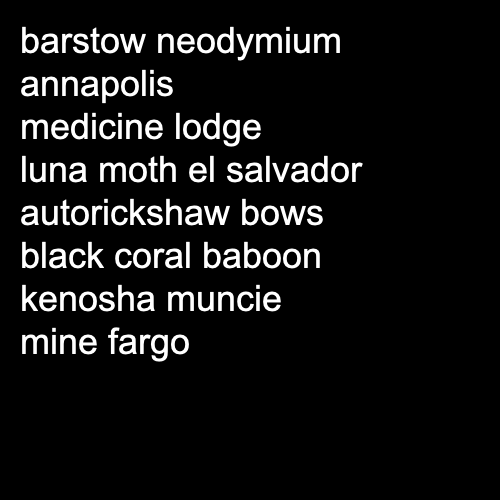 barstow neodymium
annapolis
medicine lodge
luna moth el salvador
autorickshaw bows
black coral baboon
kenosha muncie
mine fargo